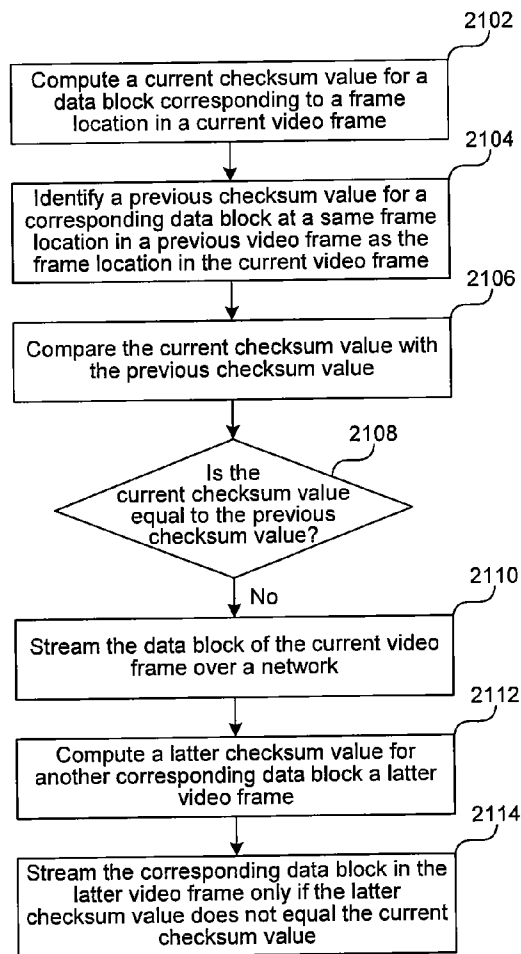 2102
Compute a current checksum value for a
data block corresponding to a frame
location in a current video frame
2104
Identify a previous checksum value for a
corresponding data block at a same frame
location in a previous video frame as the
frame location in the current video frame
2106
Compare the current checksum value with
the previous checksum value
2108
Is the
current checksum value
equal to the previous
checksum value?
No
2110
Stream the data block of the current video
frame over a network
2112
Compute a latter checksum value for
another corresponding data block a latter
video frame
2114
Stream the corresponding data block in the
latter video frame only if the latter
checksum value does not equal the current
checksum value